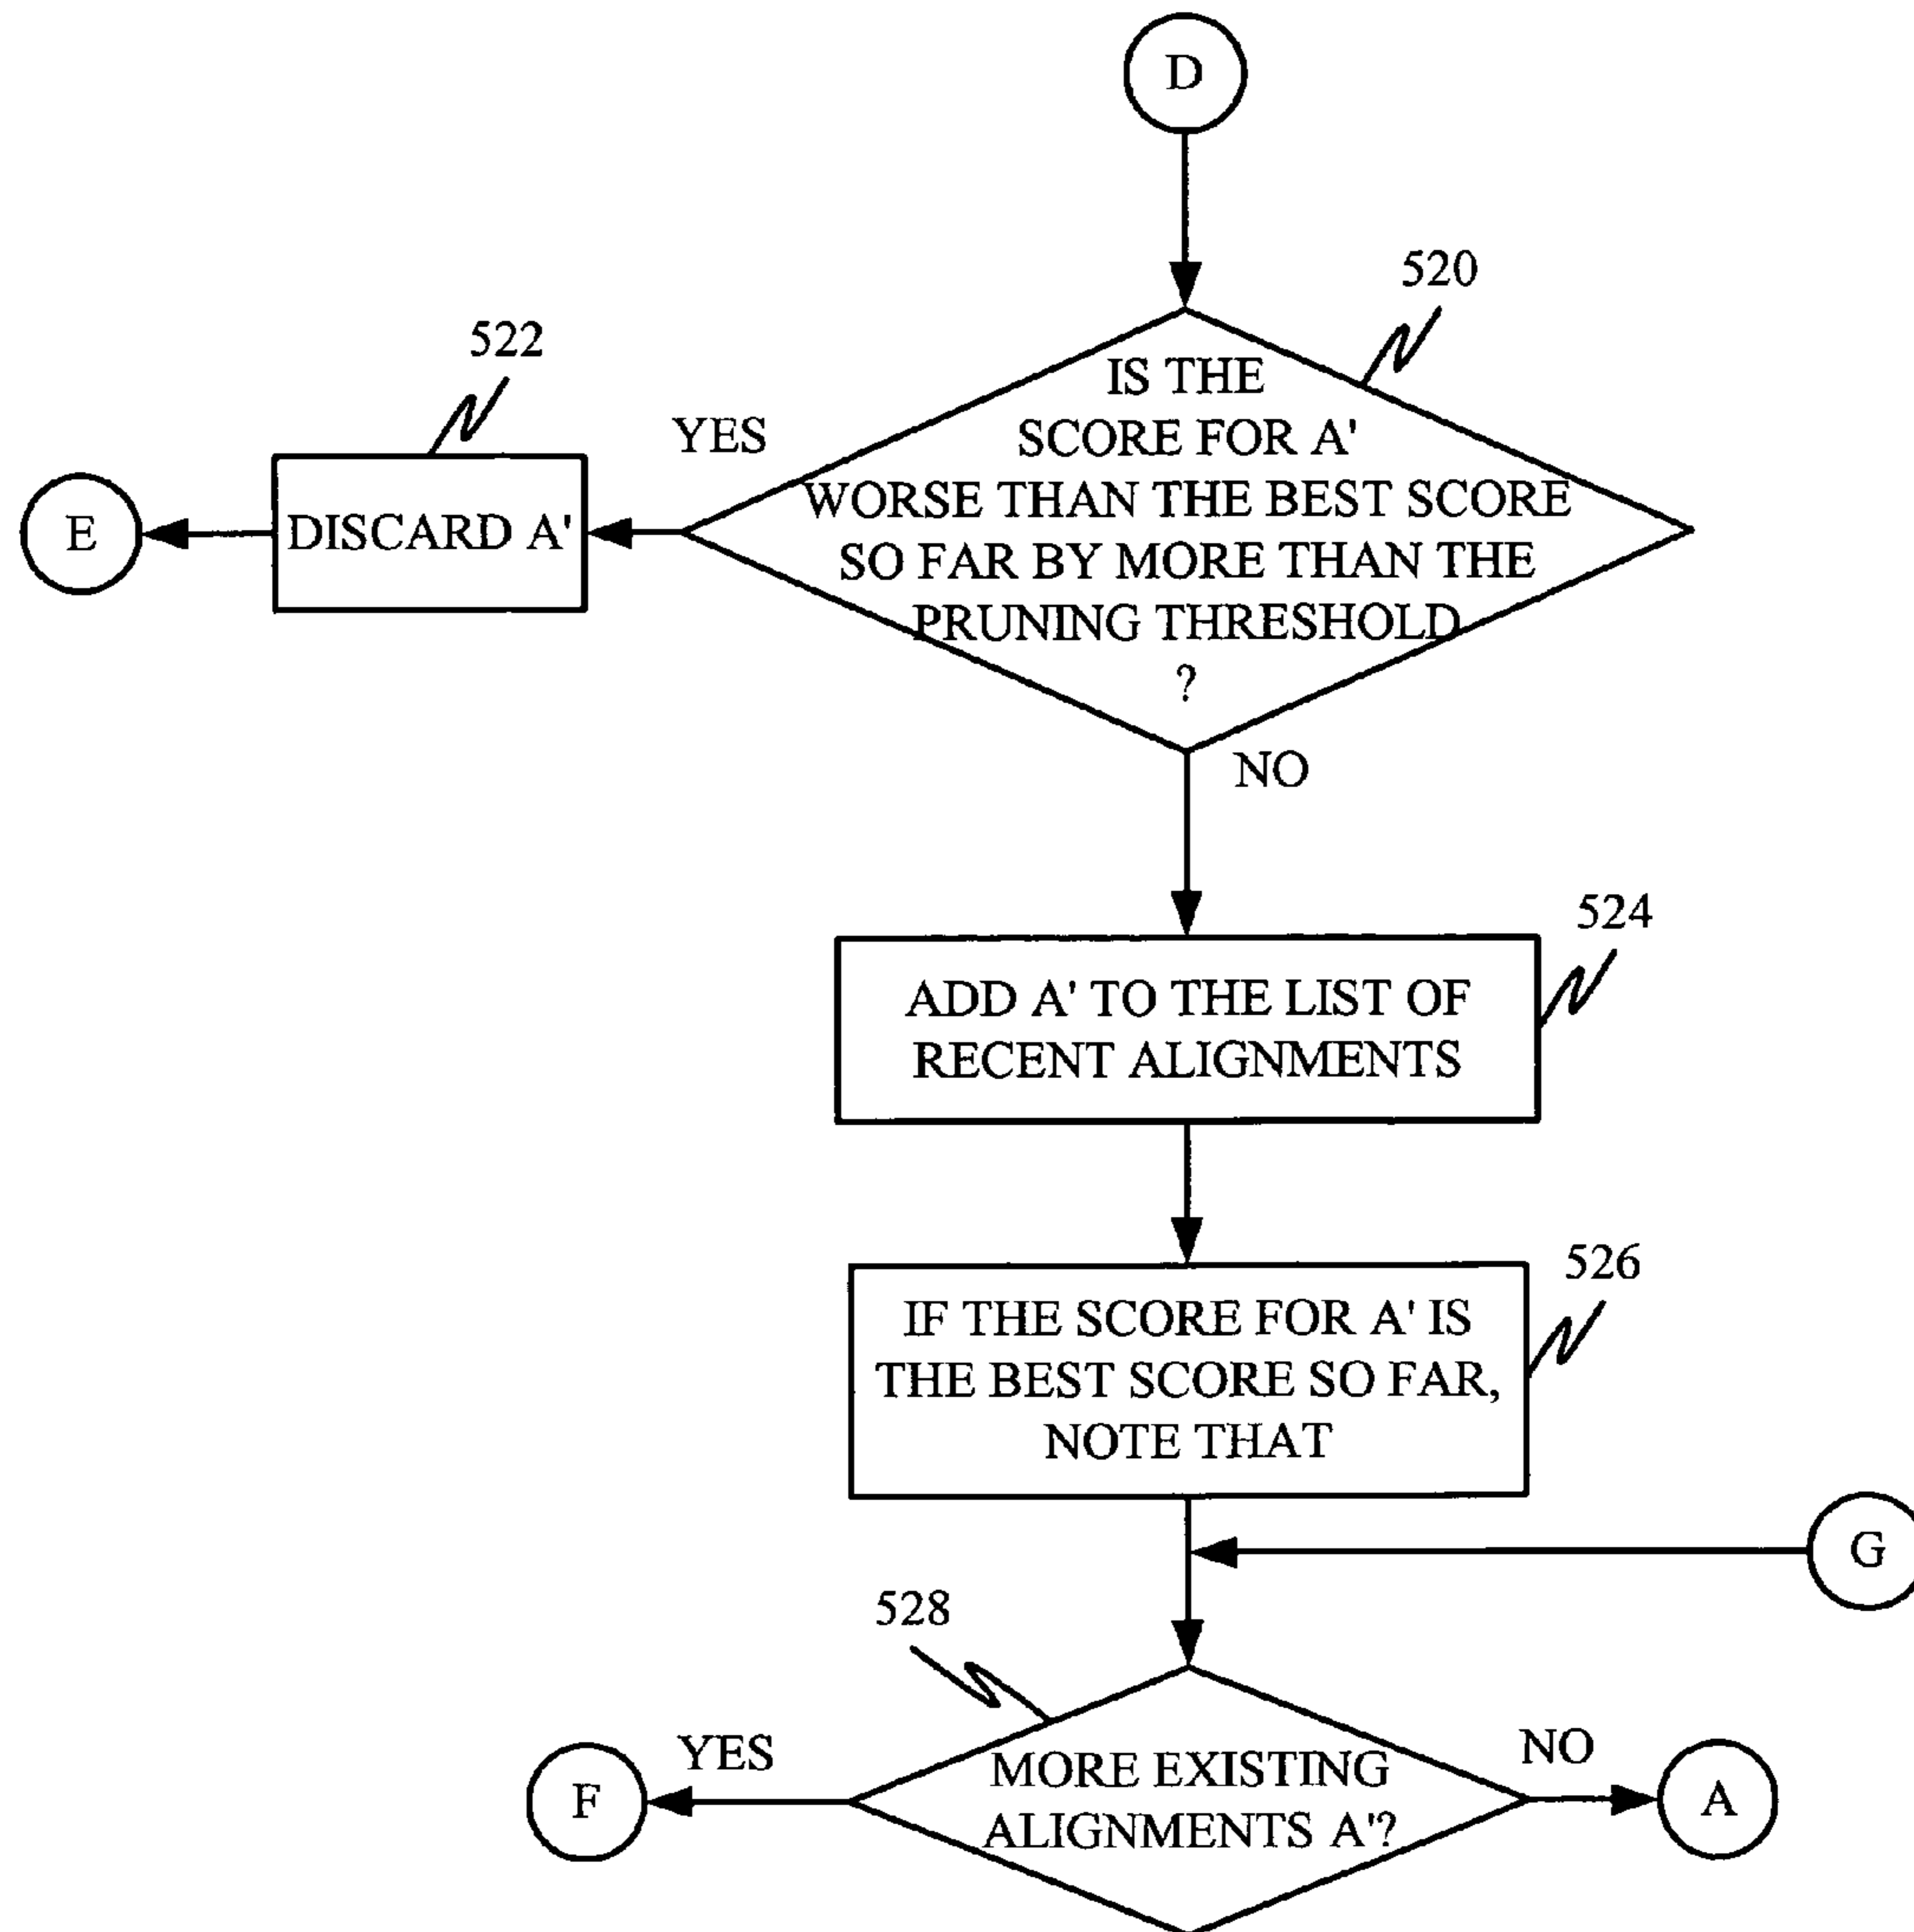 D
520
522
IS THE
SCORE FOR A'
WORSE THAN THE BEST SCORE
SO FAR BY MORE THAN THE
PRUNING THRESHOLD
?
YES
E
DISCARD A'
NO
524
ADD A' TO THE LIST OF
RECENT ALIGNMENTS
526
IF THE SCORE FOR A' IS
THE BEST SCORE SO FAR,
NOTE THAT
G
528
YES
NO
F
MORE EXISTING
ALIGNMENTS A'?
A